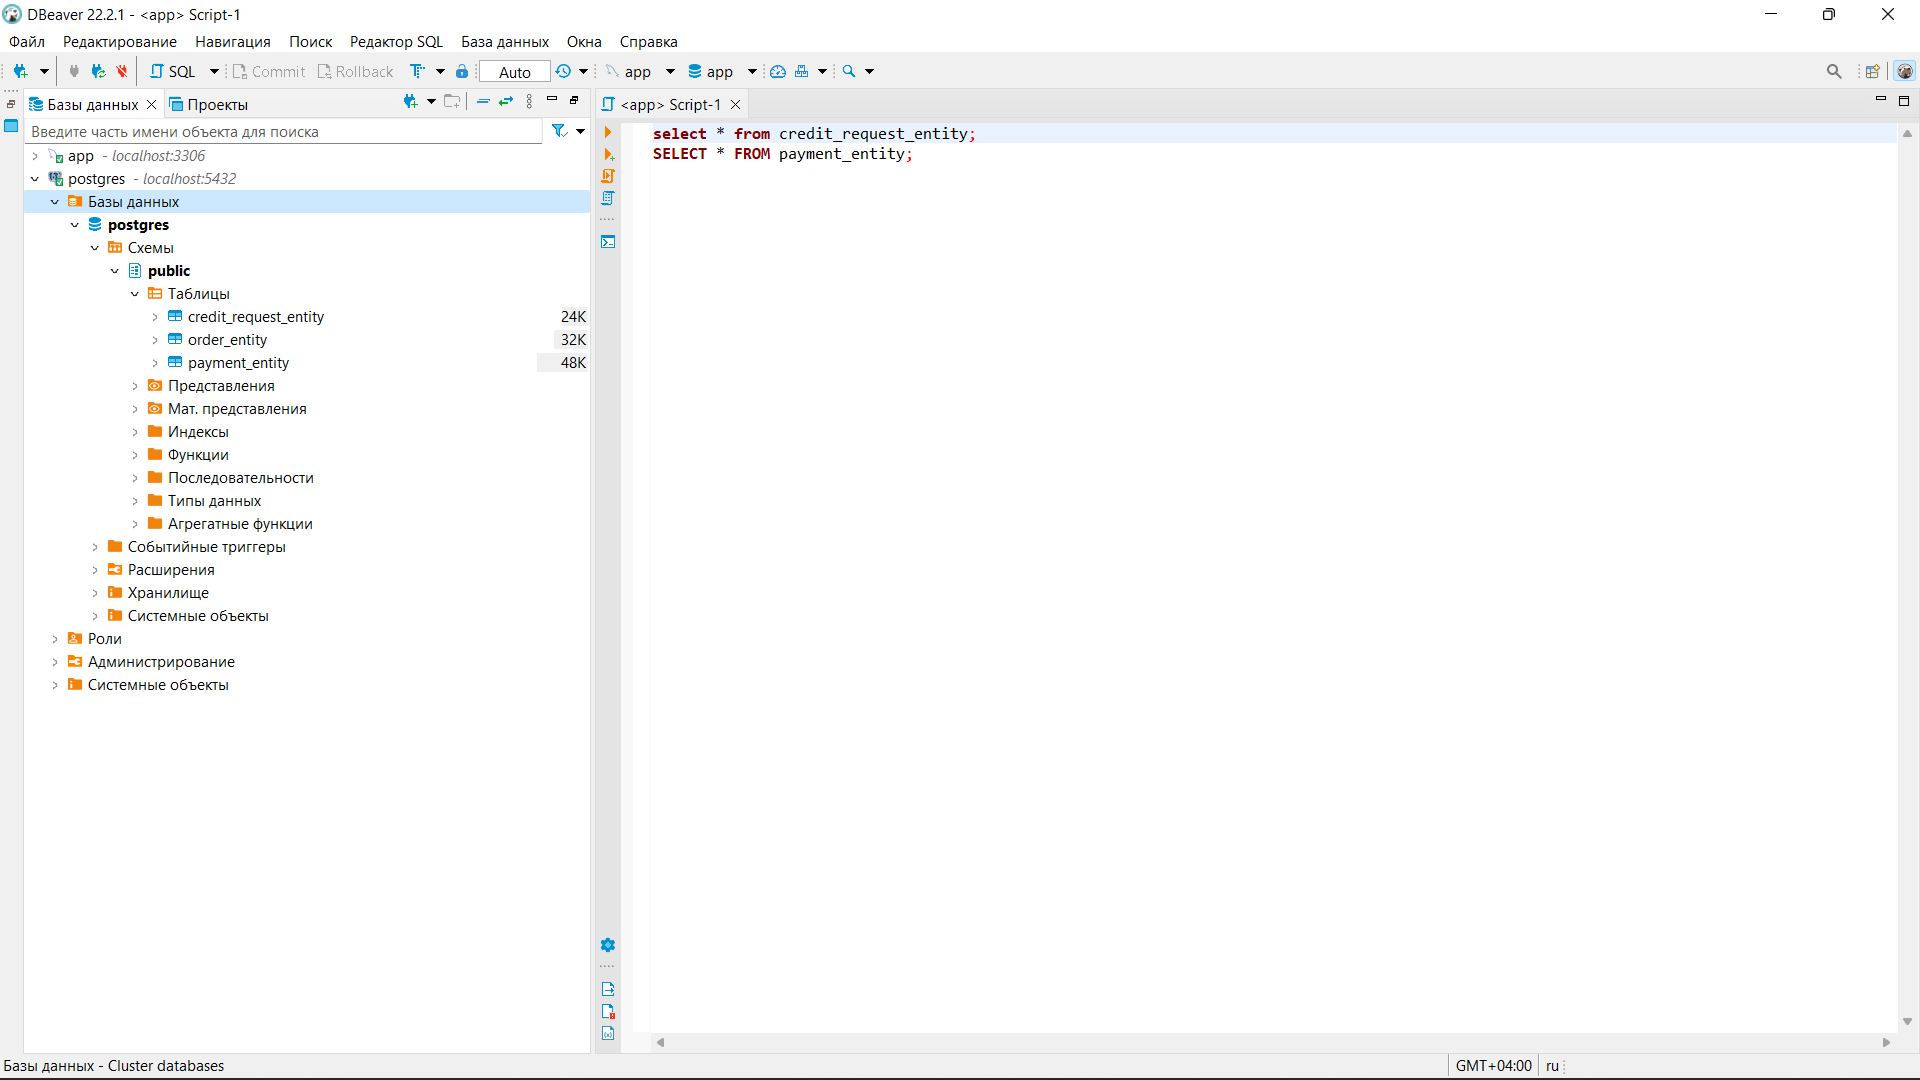 DBeaver 22.2.1 - <app> Script-1
Файл Редактирование Навигация Поиск Редактор SQL База данных Окна Справка
SQL Commit Rollback Auto app app
Базы данных Проекты
<app> Script-1
Введите часть имени объекта для поиска
select * from credit_request_entity;
SELECT * FROM payment_entity;
app - localhost:3306
postgres - localhost:5432
Базы данных
postgres
Схемы
public
Таблицы
credit_request_entity 24K
order_entity 32K
payment_entity 48K
Представления
Мат. представления
Индексы
Функции
Последовательности
Типы данных
Агрегатные функции
Событийные триггеры
Расширения
Хранилище
Системные объекты
Роли
Администрирование
Системные объекты
Базы данных - Cluster databases
GMT+04:00 ru